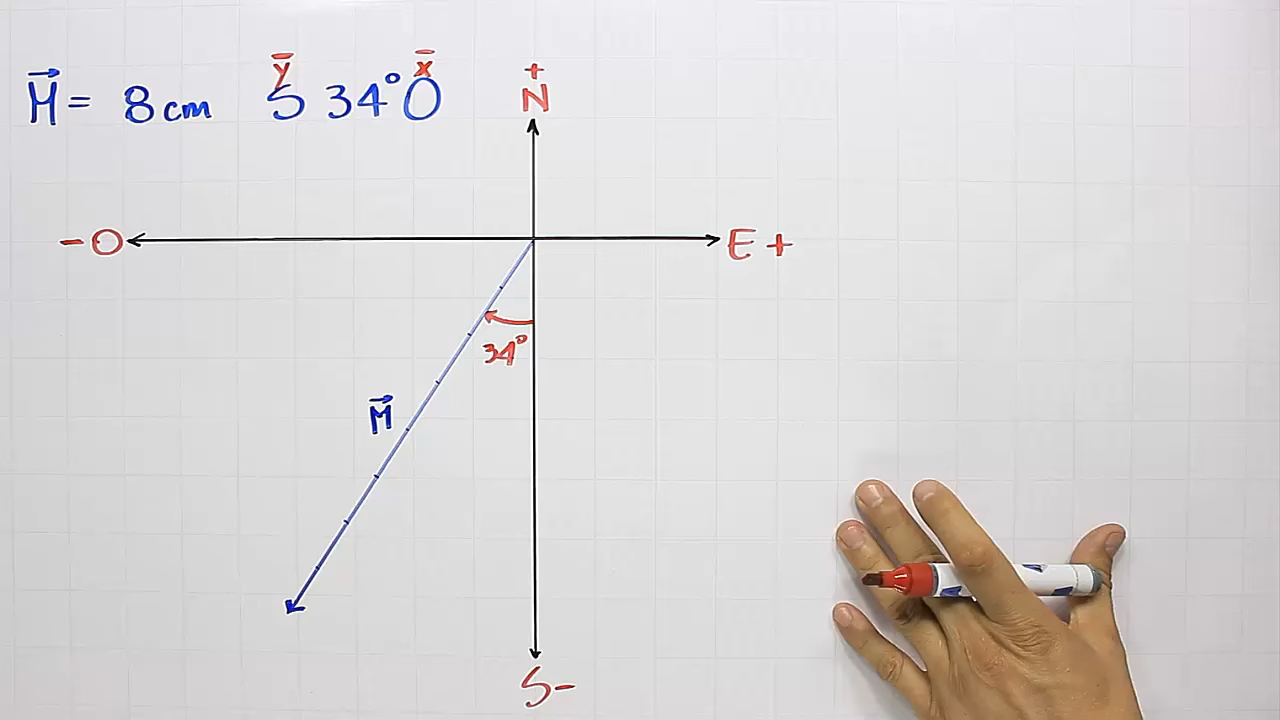 ȳ x̄
M⃗ = 8 cm S 34° O
+
N
- O E +
34°
M⃗
S -